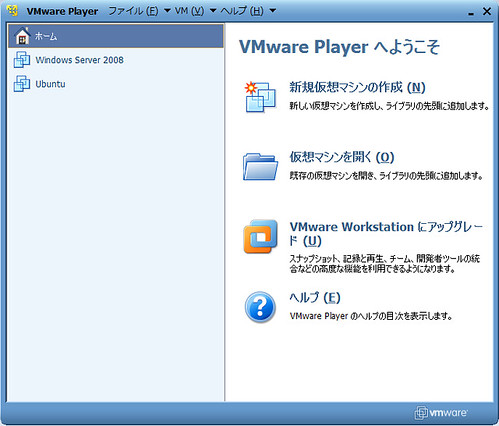 VMware Player ファイル (F) VM (V) ヘルプ (H)
ホーム
Windows Server 2008
Ubuntu
VMware Player へようこそ
新規仮想マシンの作成 (N)
新しい仮想マシンを作成し、ライブラリの先頭に追加します。
仮想マシンを開く (O)
既存の仮想マシンを開き、ライブラリの先頭に追加します。
VMware Workstation にアップグレー
ド (U)
スナップショット、記録と再生、チーム、開発者ツールの統
合などの高度な機能を利用できるようになります。
ヘルプ (E)
VMware Player のヘルプの目次を表示します。
vmware